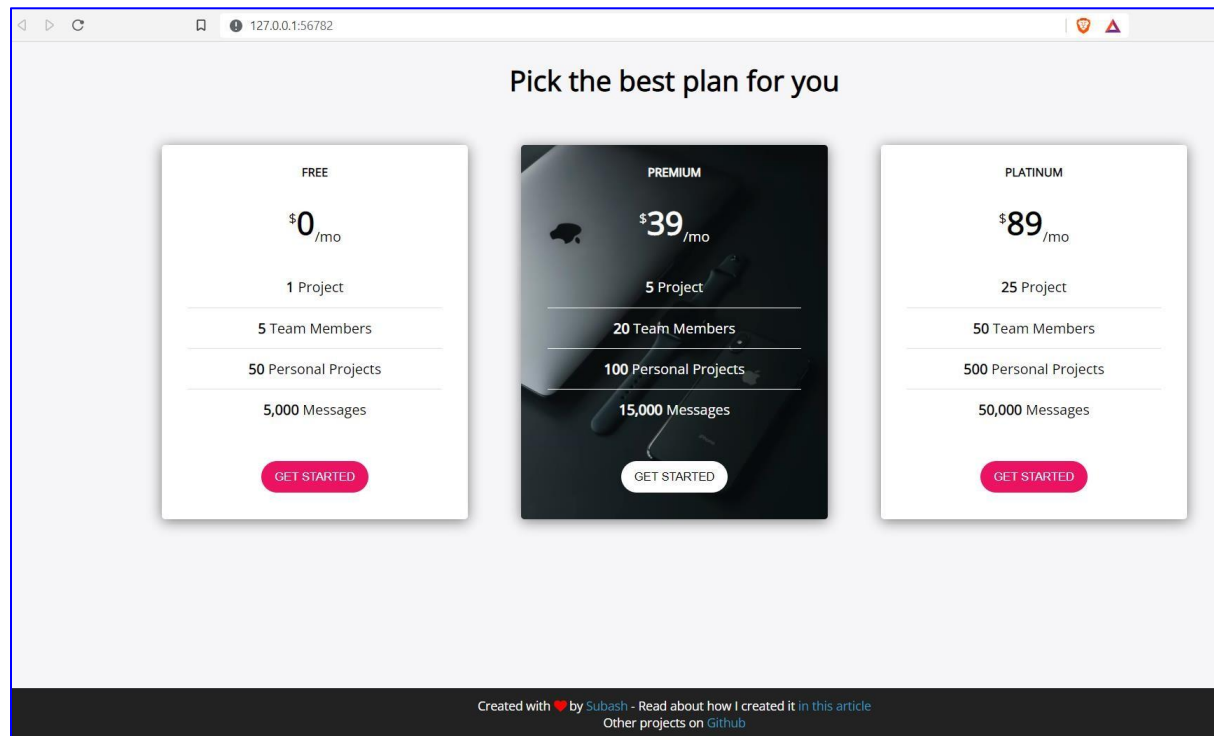 127.0.0.1:56782
Pick the best plan for you
FREE
$0/mo
1 Project
5 Team Members
50 Personal Projects
5,000 Messages
GET STARTED
PREMIUM
$39/mo
5 Project
20 Team Members
100 Personal Projects
15,000 Messages
GET STARTED
PLATINUM
$89/mo
25 Project
50 Team Members
500 Personal Projects
50,000 Messages
GET STARTED
Created with ❤ by Subash - Read about how I created it in this article
Other projects on Github